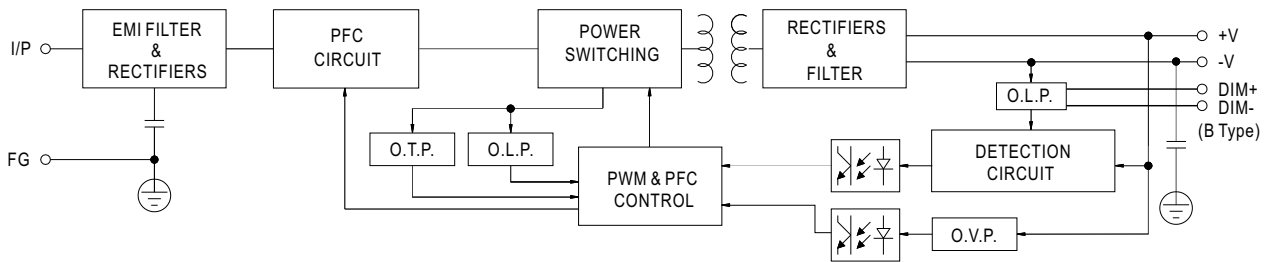 I/P
EMI FILTER
&
RECTIFIERS
PFC
CIRCUIT
POWER
SWITCHING
RECTIFIERS
&
FILTER
+V
-V
O.L.P.
DIM+
DIM-
(B Type)
FG
O.T.P.
O.L.P.
PWM & PFC
CONTROL
DETECTION
CIRCUIT
O.V.P.